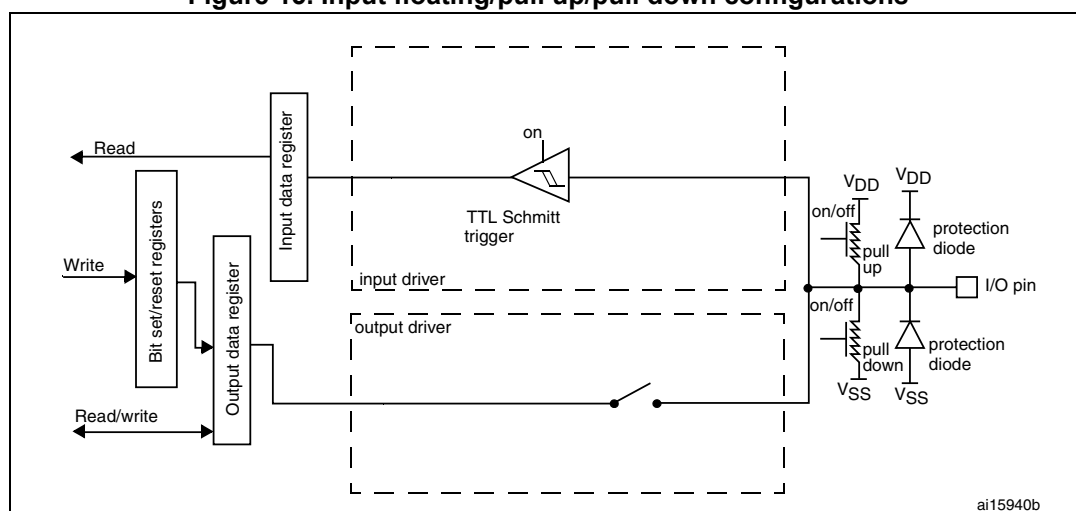 Figure 18. Input floating/pull up/pull down configurations
Read
Bit set/reset registers
Write
Read/write
Output data register
Input data register
on
TTL Schmitt
trigger
input driver
output driver
VDD
on/off
pull
up
VDD
protection
diode
I/O pin
on/off
pull
down
VSS
protection
diode
VSS
ai15940b